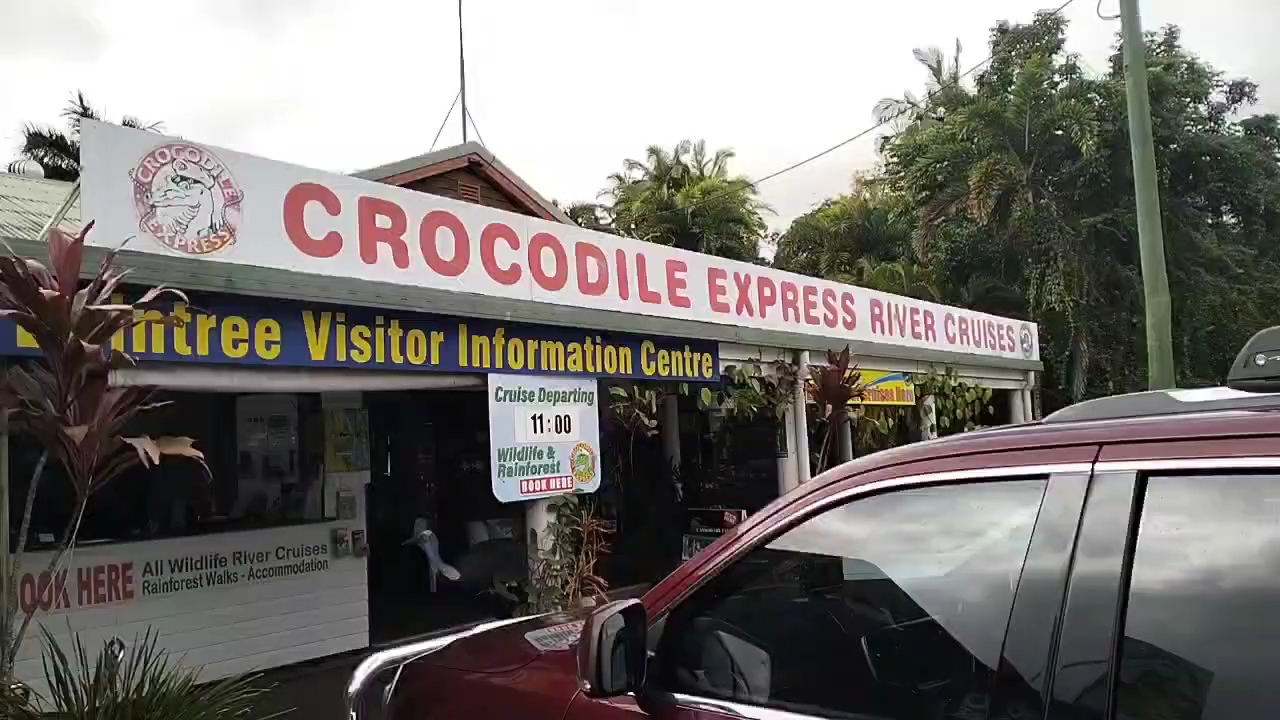 CROCODILE
EXPRESS
CROCODILE EXPRESS RIVER CRUISES
Visitor Information Centre
Cruise Departing
11:00
Wildlife &
Rainforest
BOOK HERE
HERE
All Wildlife River Cruises
Rainforest Walks - Accommodation